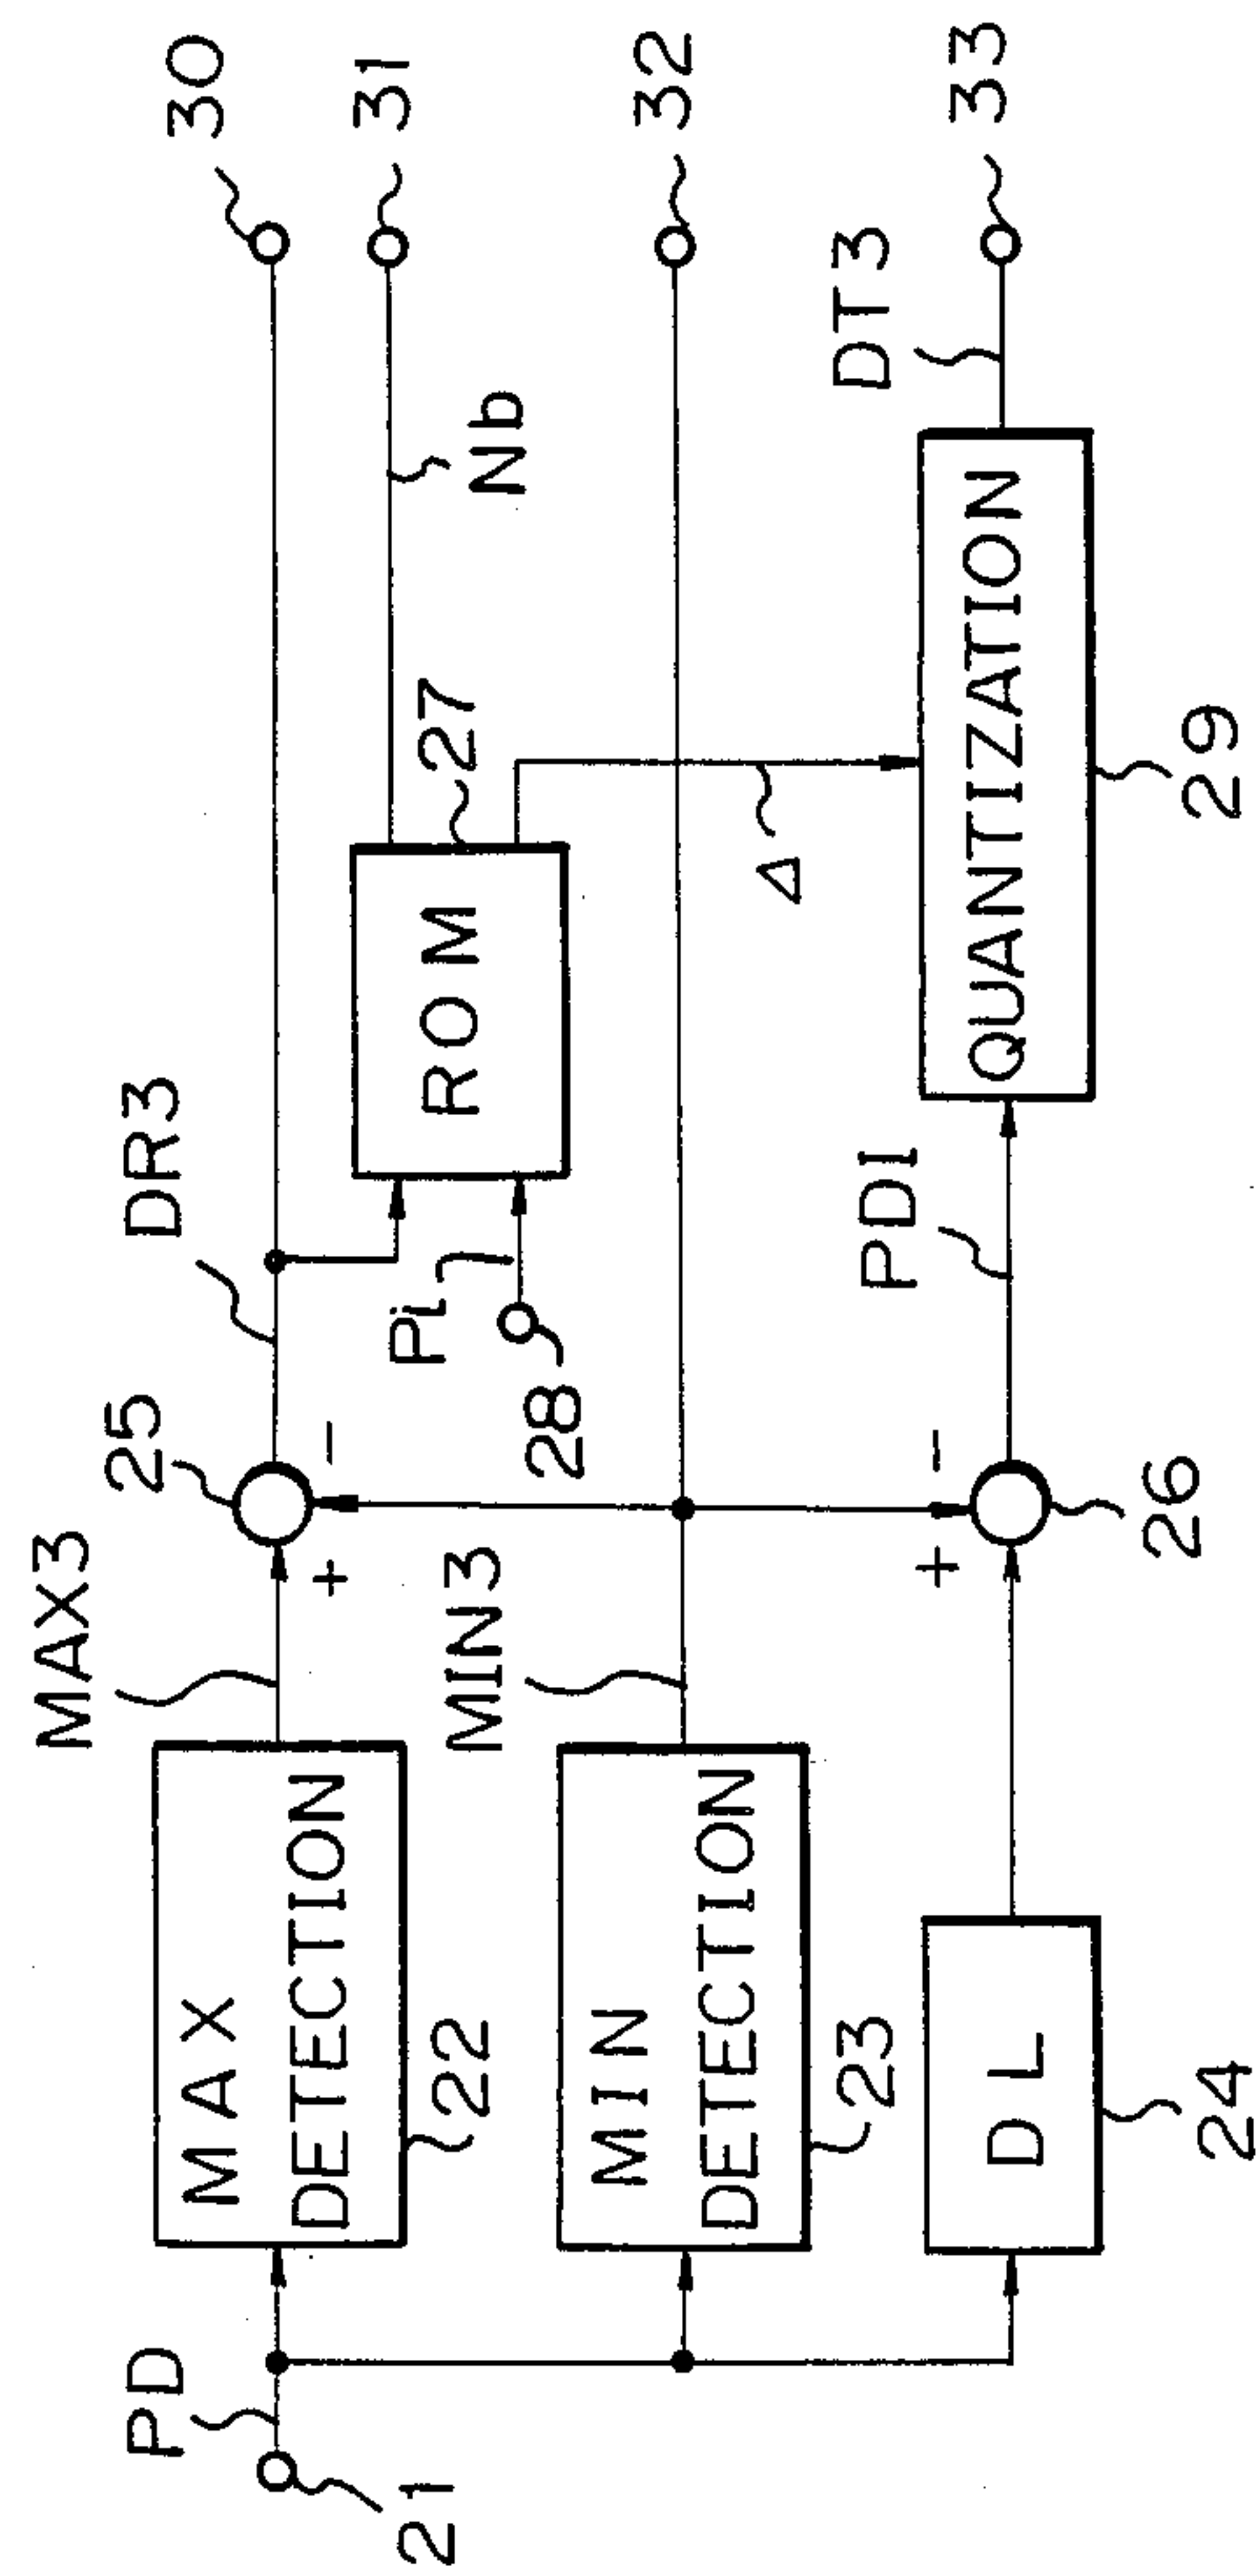 PD
21
MAX
DETECTION
22
MAX3
25
+
-
DR3
30
MIN
DETECTION
23
MIN3
Pi
28
ROM
27
Nb
31
32
DL
24
+
-
26
PDI
Δ
QUANTIZATION
29
DT3
33